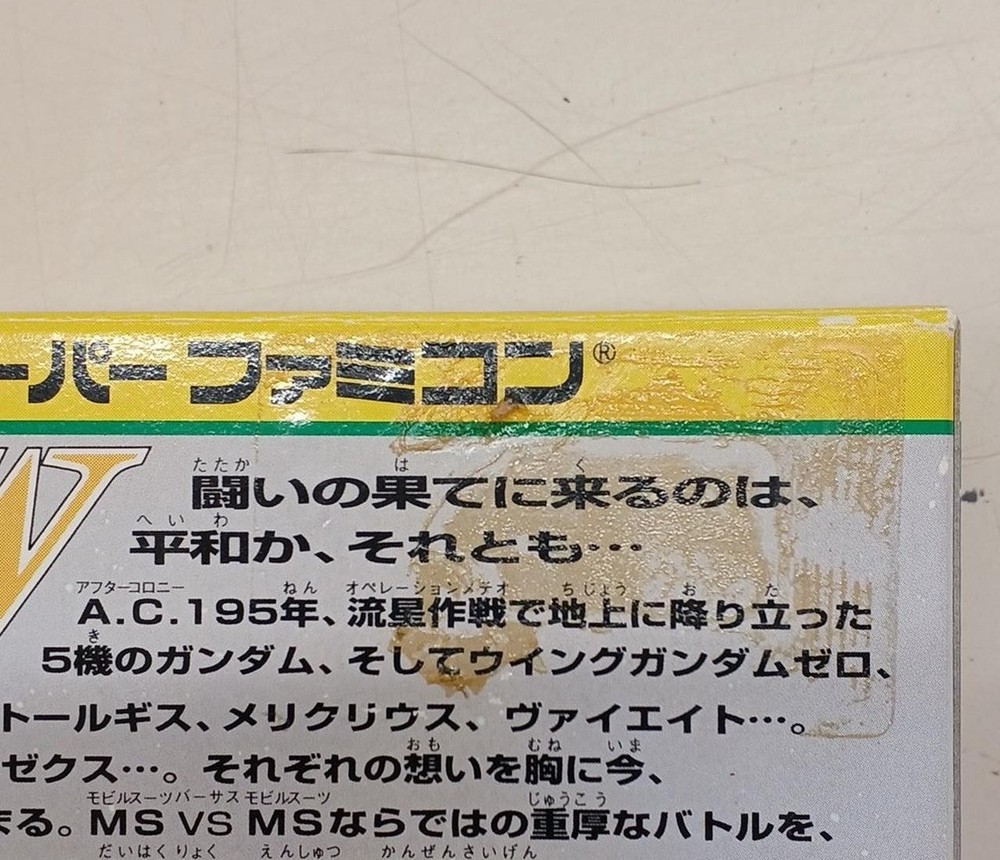 ーパーファミコン®
W
たたか は く
闘いの果てに来るのは、
へいわ
平和か、それとも…
アフターコロニー ねん オペレーションメテオ ちじょう お た
A.C.195年、流星作戦で地上に降り立った
き
5機のガンダム、そしてウイングガンダムゼロ、
トールギス、メリクリウス、ヴァイエイト…。
おも むね いま
ゼクス…。それぞれの想いを胸に今、
モビルスーツバーサスモビルスーツ じゅうこう
まる。MS VS MSならではの重厚なバトルを、
だいはくりょく えんしゅつ かんぜんさいげん